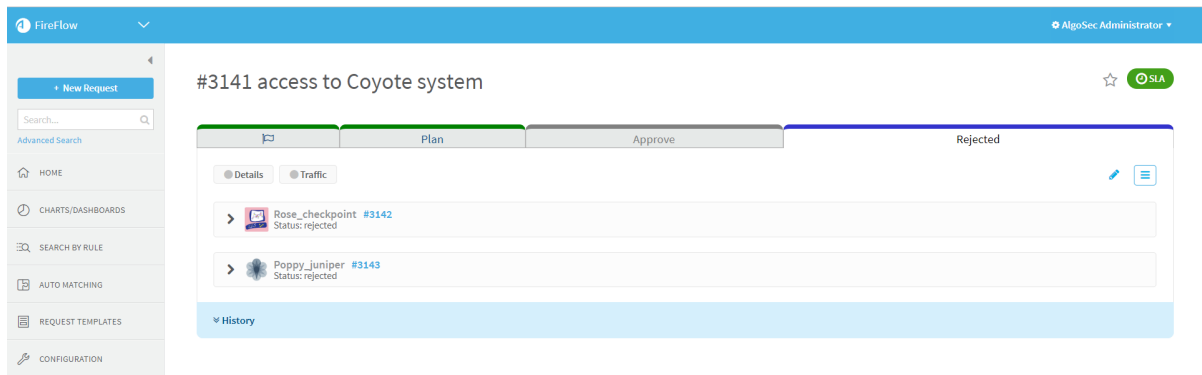 FireFlow
AlgoSec Administrator
+ New Request
Search...
Advanced Search
HOME
CHARTS/DASHBOARDS
SEARCH BY RULE
AUTO MATCHING
REQUEST TEMPLATES
CONFIGURATION
#3141 access to Coyote system
SLA
Plan
Approve
Rejected
Details
Traffic
Rose_checkpoint #3142
Status: rejected
Poppy_juniper #3143
Status: rejected
History